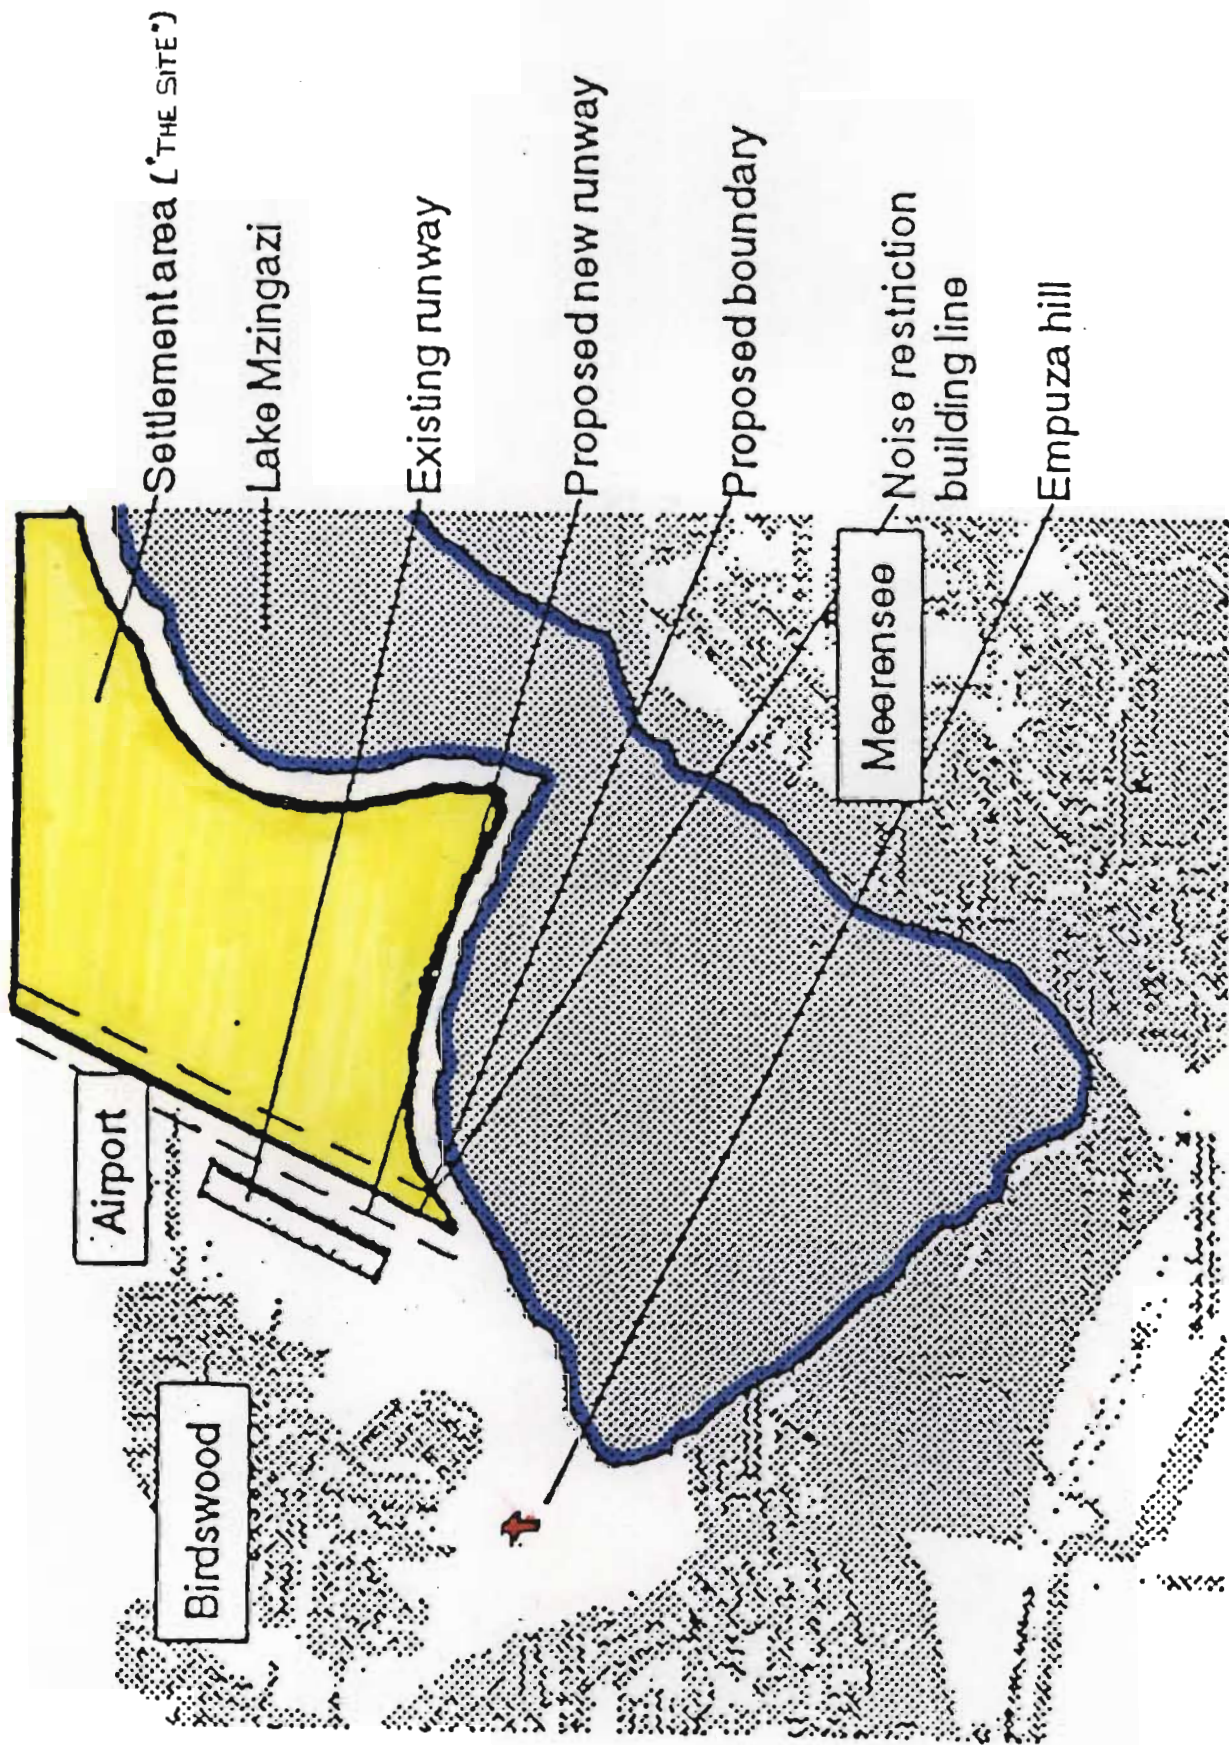 Settlement area ("THE SITE")
Lake Mzingazi
Existing runway
Proposed new runway
Proposed boundary
Noise restriction
building line
Empuza hill
Airport
Birdswood
Meerensee